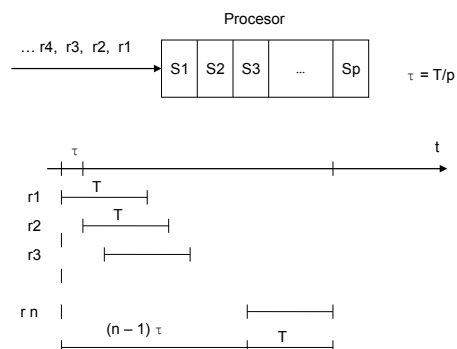 Procesor
... r4, r3, r2, r1
S1 S2 S3 ... Sp
τ = T/p
τ
t
r1 T
r2 T
r3
r n
(n – 1) τ T